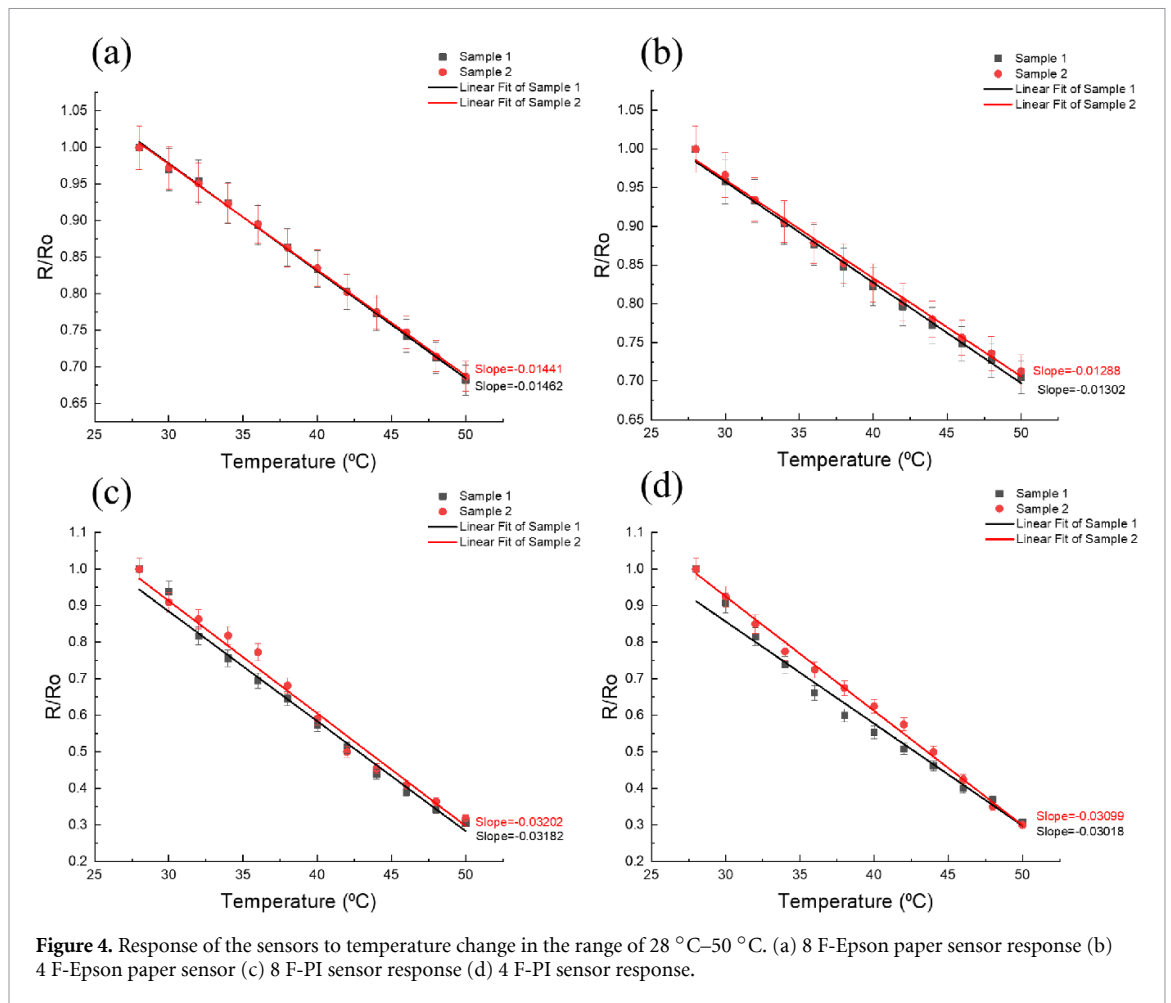 (a)
Sample 1
Sample 2
Linear Fit of Sample 1
Linear Fit of Sample 2
1.05
1.00
0.95
0.90
0.85
0.80
0.75
0.70
0.65
R/Ro
Slope=-0.01441
Slope=-0.01462
25 30 35 40 45 50
Temperature (ºC)
(b)
Sample 1
Sample 2
Linear Fit of Sample 1
Linear Fit of Sample 2
1.05
1.00
0.95
0.90
0.85
0.80
0.75
0.70
0.65
R/Ro
Slope=-0.01288
Slope=-0.01302
25 30 35 40 45 50
Temperature (ºC)
(c)
Sample 1
Sample 2
Linear Fit of Sample 1
Linear Fit of Sample 2
1.1
1.0
0.9
0.8
0.7
0.6
0.5
0.4
0.3
0.2
R/Ro
Slope=-0.03202
Slope=-0.03182
25 30 35 40 45 50
Temperature (ºC)
(d)
Sample 1
Sample 2
Linear Fit of Sample 1
Linear Fit of Sample 2
1.1
1.0
0.9
0.8
0.7
0.6
0.5
0.4
0.3
0.2
R/Ro
Slope=-0.03099
Slope=-0.03018
25 30 35 40 45 50
Temperature (ºC)
Figure 4. Response of the sensors to temperature change in the range of 28 °C–50 °C. (a) 8 F-Epson paper sensor response (b)
4 F-Epson paper sensor (c) 8 F-PI sensor response (d) 4 F-PI sensor response.